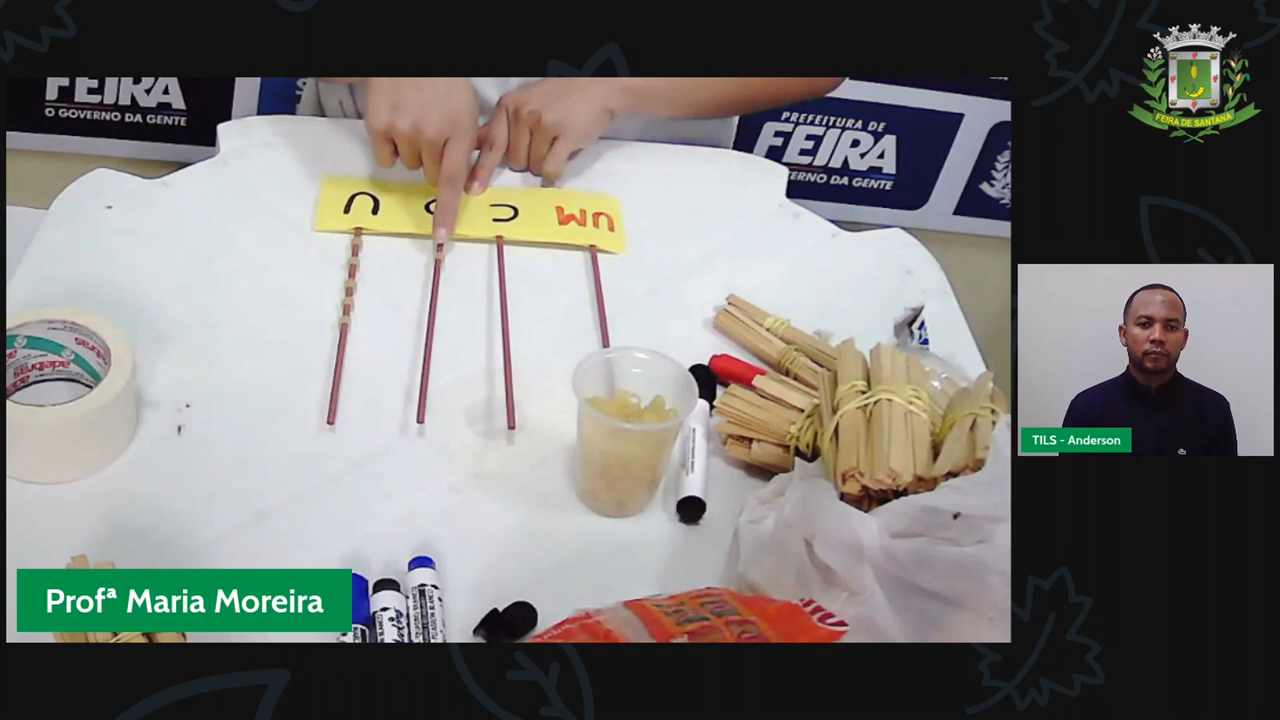 FEIRA
O GOVERNO DA GENTE
PREFEITURA DE
FEIRA
GOVERNO DA GENTE
U D C UM
adelbras
FEIRA DE SANTANA
TILS - Anderson
Profª Maria Moreira